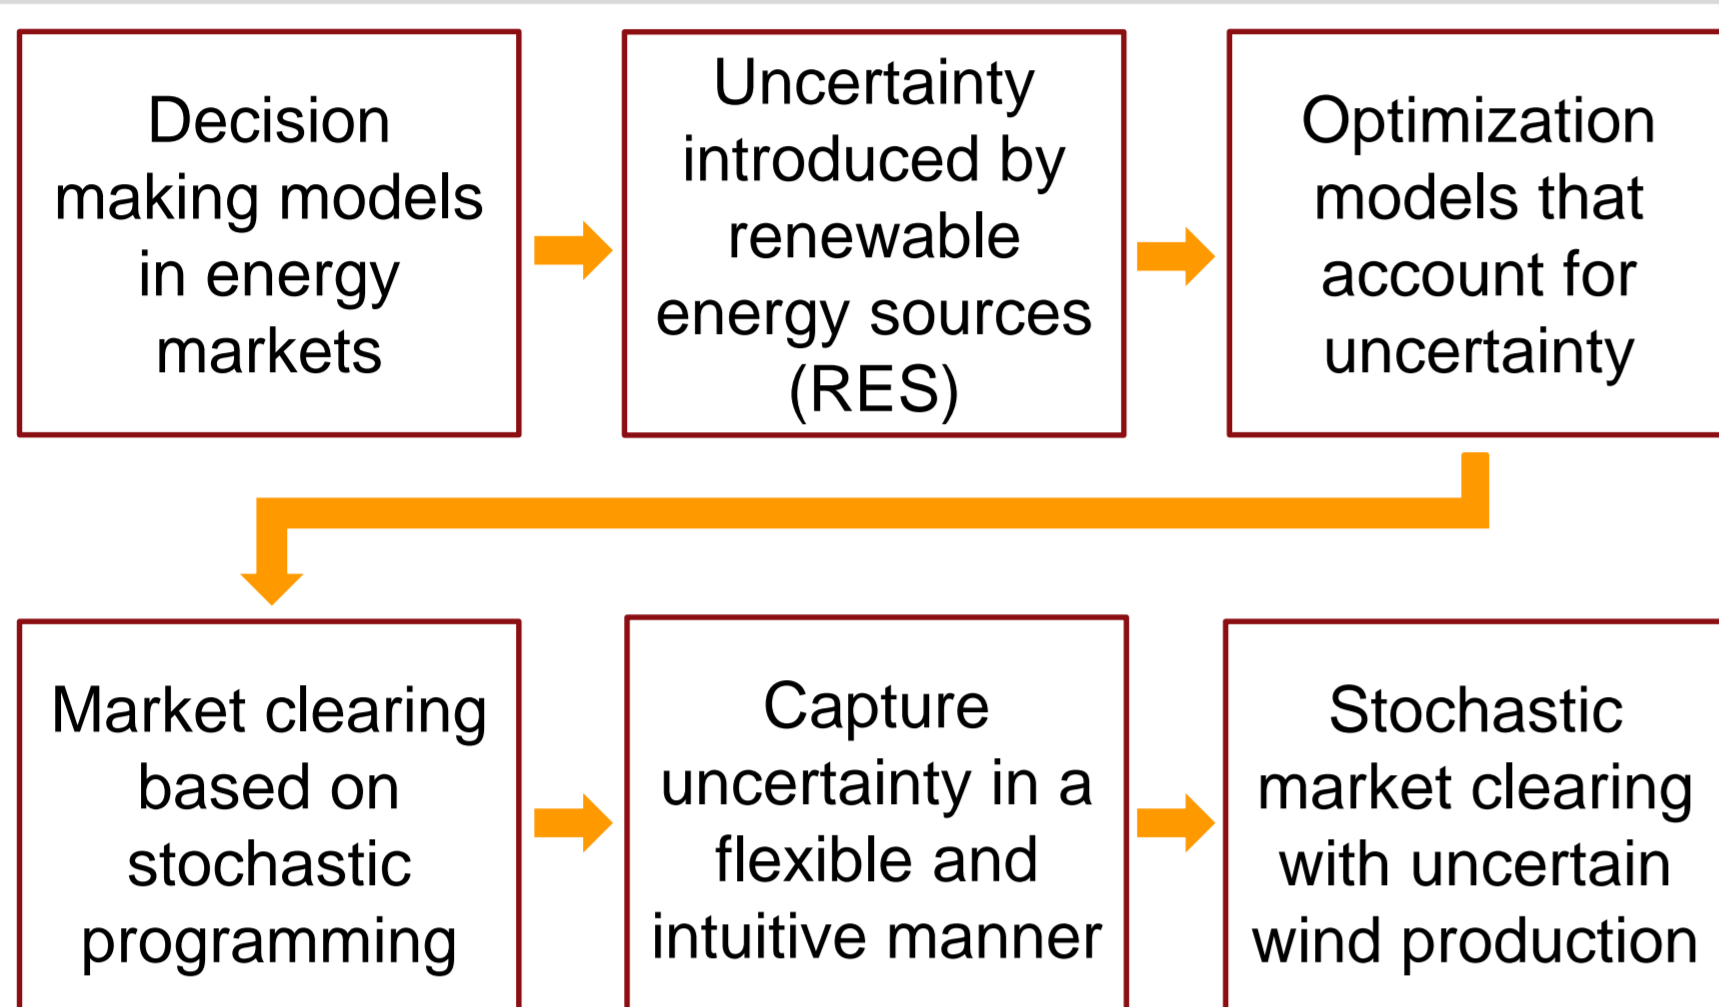 Decision
making models
in energy
markets
Uncertainty
introduced by
renewable
energy sources
(RES)
Optimization
models that
account for
uncertainty
Market clearing
based on
stochastic
programming
Capture
uncertainty in a
flexible and
intuitive manner
Stochastic
market clearing
with uncertain
wind production